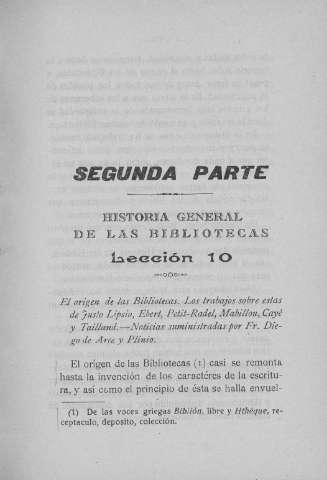 SEGUNDA PARTE
HISTORIA GENERAL
DE LAS BIBLIOTECAS
Lección 10
El origen de las Bibliotecas. Los trabajos sobre estas
de Justo Lipsio, Ebert, Petit-Radel, Mabillon, Cayé
y Tailland.—Noticias suministradas por Fr. Die-
go de Arce y Plinio.
El origen de las Bibliotecas (1) casi se remonta
hasta la invención de los caractéres de la escritu-
ra, y así como el principio de ésta se halla envuel-
(1) De las voces griegas Biblión, libre y Hthèque, re-
ceptaculo, deposito, colección.